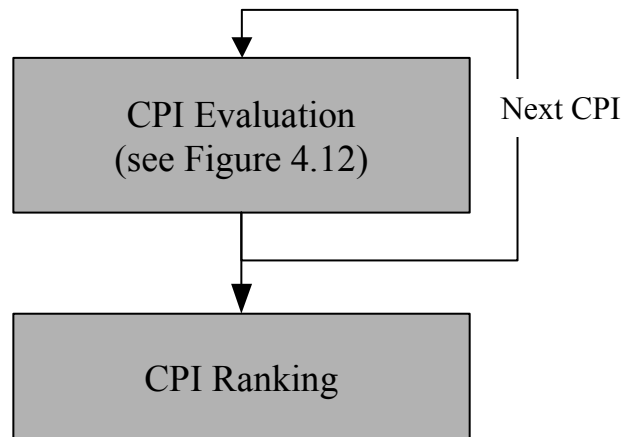 CPI Evaluation
(see Figure 4.12)
Next CPI
CPI Ranking